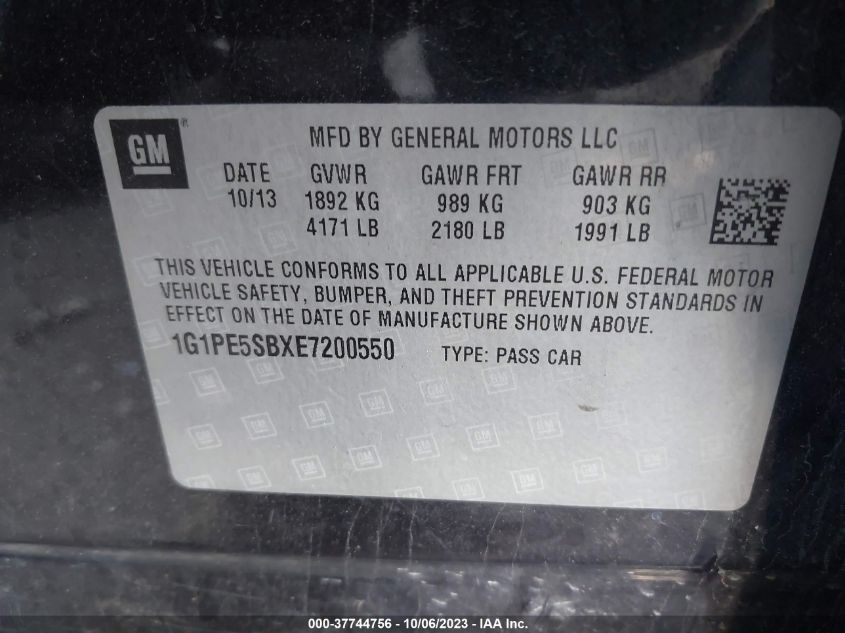 GM ®
MFD BY GENERAL MOTORS LLC
DATE GVWR GAWR FRT GAWR RR
10/13 1892 KG 989 KG 903 KG
4171 LB 2180 LB 1991 LB
THIS VEHICLE CONFORMS TO ALL APPLICABLE U.S. FEDERAL MOTOR
VEHICLE SAFETY, BUMPER, AND THEFT PREVENTION STANDARDS IN
EFFECT ON THE DATE OF MANUFACTURE SHOWN ABOVE.
1G1PE5SBXE7200550 TYPE: PASS CAR
000-37744756 - 10/06/2023 - IAA Inc.